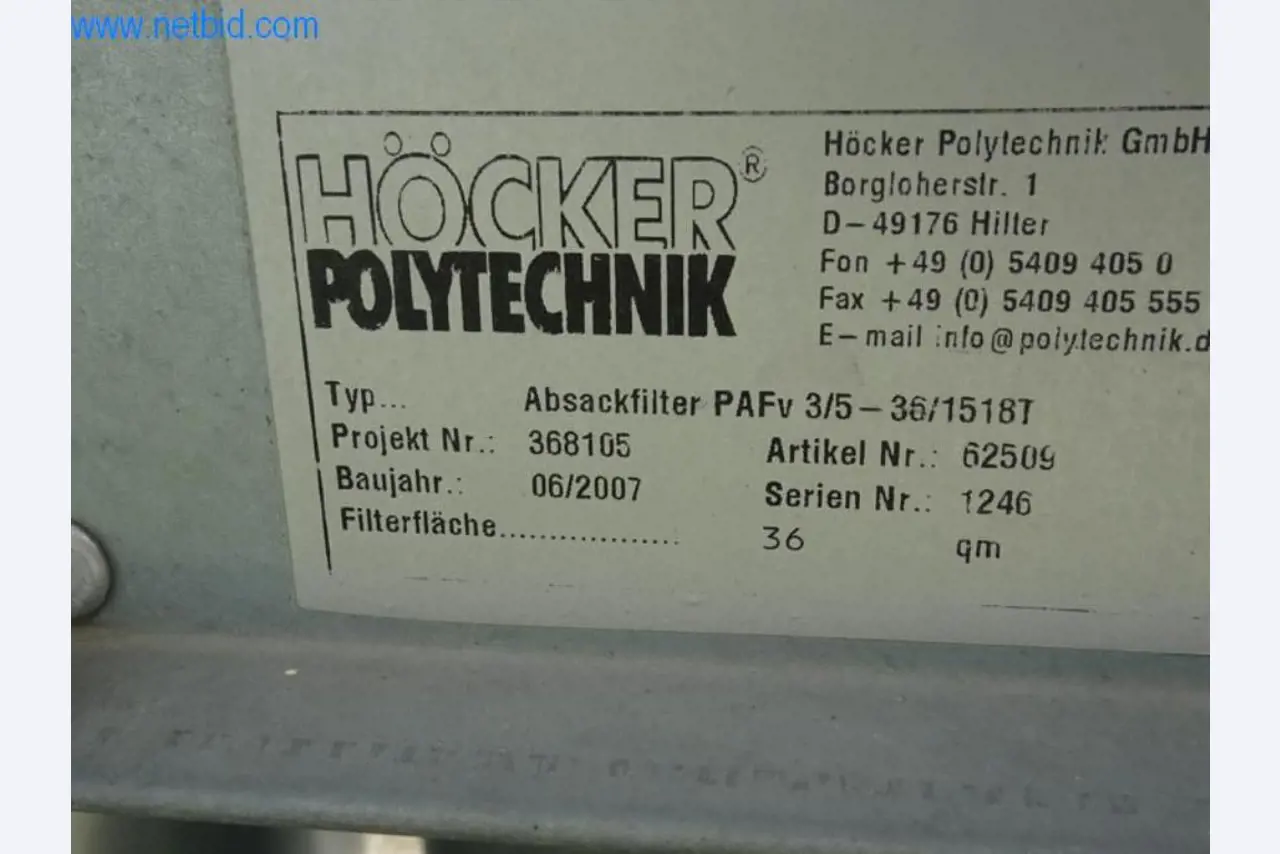 www.netbid.com
HÖCKER®
POLYTECHNIK
Höcker Polytechnik GmbH
Borgloherstr. 1
D-49176 Hilter
Fon +49 (0) 5409 405 0
Fax +49 (0) 5409 405 555
E-mail info@polytechnik.d
Typ... Absackfilter PAFv 3/5-36/1518T
Projekt Nr.: 368105 Artikel Nr.: 62509
Baujahr.: 06/2007 Serien Nr.: 1246
Filterfläche.................. 36 qm